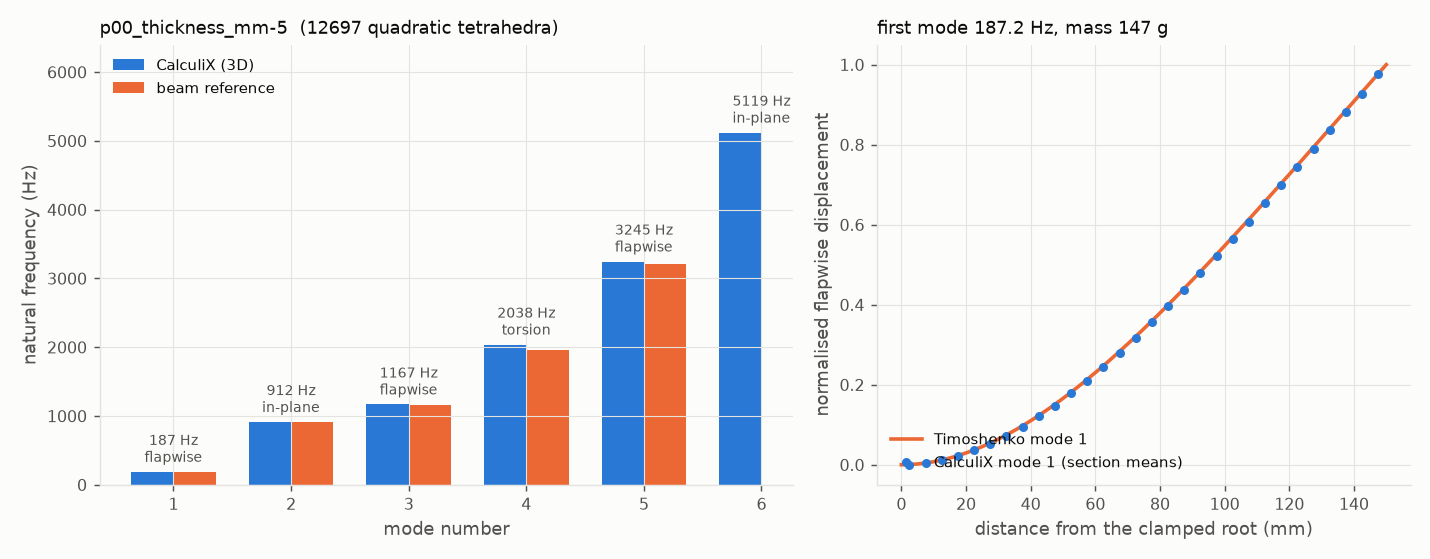 p00_thickness_mm-5  (12697 quadratic tetrahedra)
CalculiX (3D)
beam reference
natural frequency (Hz)
6000
5000
4000
3000
2000
1000
0
187 Hz
flapwise
912 Hz
in-plane
1167 Hz
flapwise
2038 Hz
torsion
3245 Hz
flapwise
5119 Hz
in-plane
1 2 3 4 5 6
mode number
first mode 187.2 Hz, mass 147 g
normalised flapwise displacement
1.0
0.8
0.6
0.4
0.2
0.0
Timoshenko mode 1
CalculiX mode 1 (section means)
0 20 40 60 80 100 120 140
distance from the clamped root (mm)